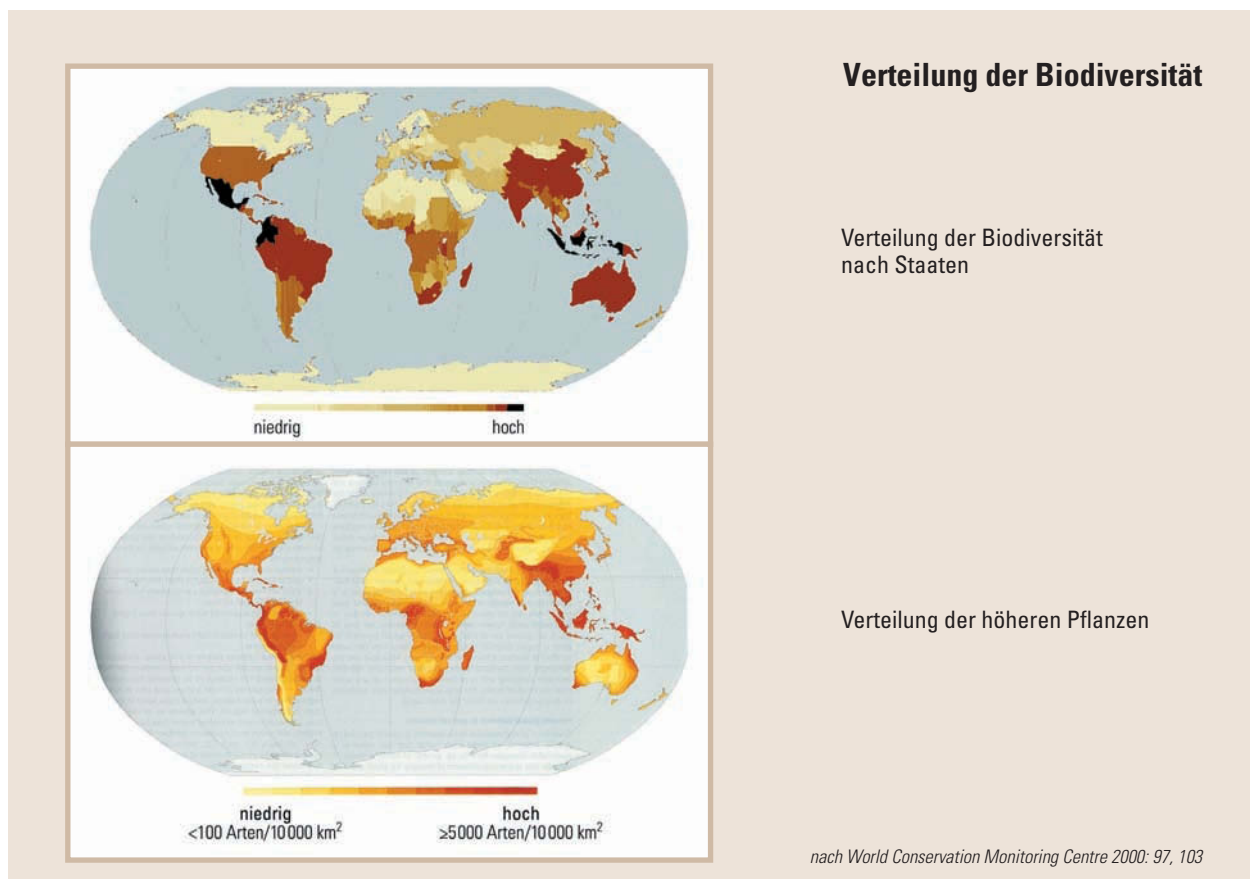 Verteilung der Biodiversität
Verteilung der Biodiversität
nach Staaten
niedrig
hoch
Verteilung der höheren Pflanzen
niedrig
hoch
<100 Arten/10 000 km²
≥5000 Arten/10 000 km²
nach World Conservation Monitoring Centre 2000: 97, 103